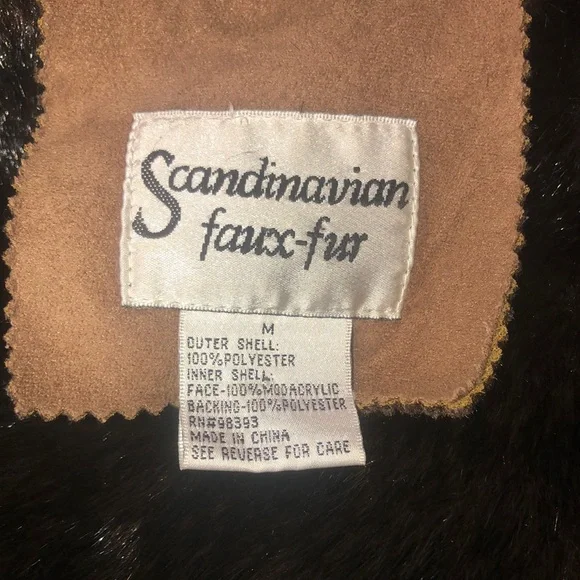 Scandinavian
faux-fur
M
OUTER SHELL:
100%POLYESTER
INNER SHELL:
FACE-100%MODACRYLIC
BACKING-100%POLYESTER
RN#98393
MADE IN CHINA
SEE REVERSE FOR CARE